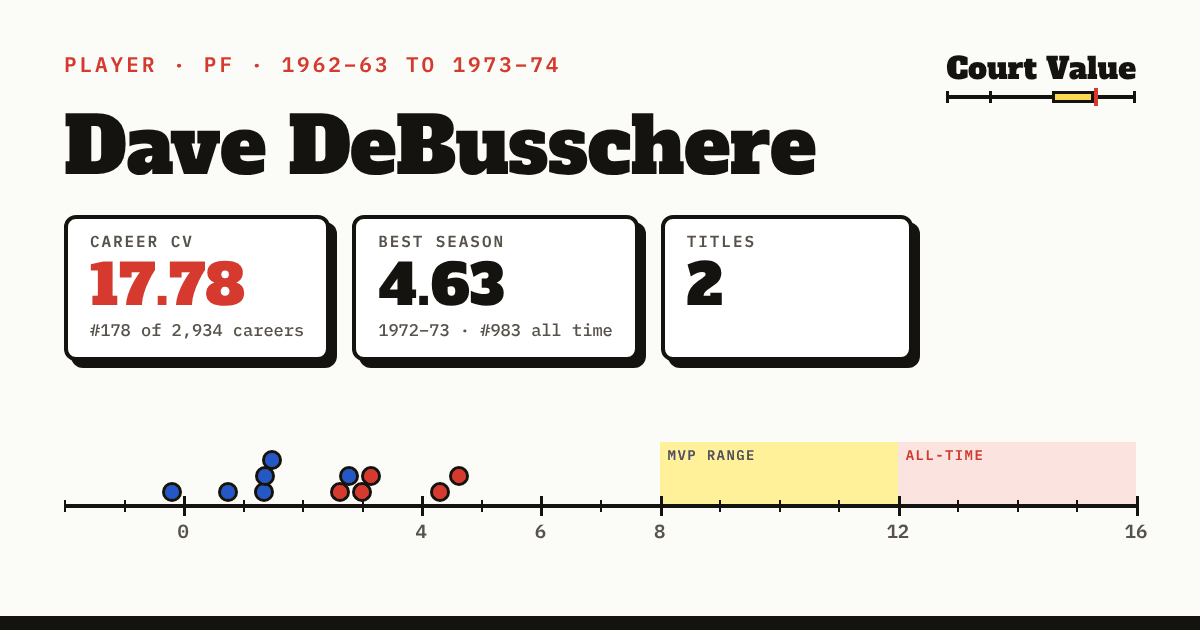 PLAYER · PF · 1962–63 TO 1973–74
Court Value
Dave DeBusschere
CAREER CV
17.78
#178 of 2,934 careers
BEST SEASON
4.63
1972–73 · #983 all time
TITLES
2
MVP RANGE
ALL-TIME
0 4 6 8 12 16